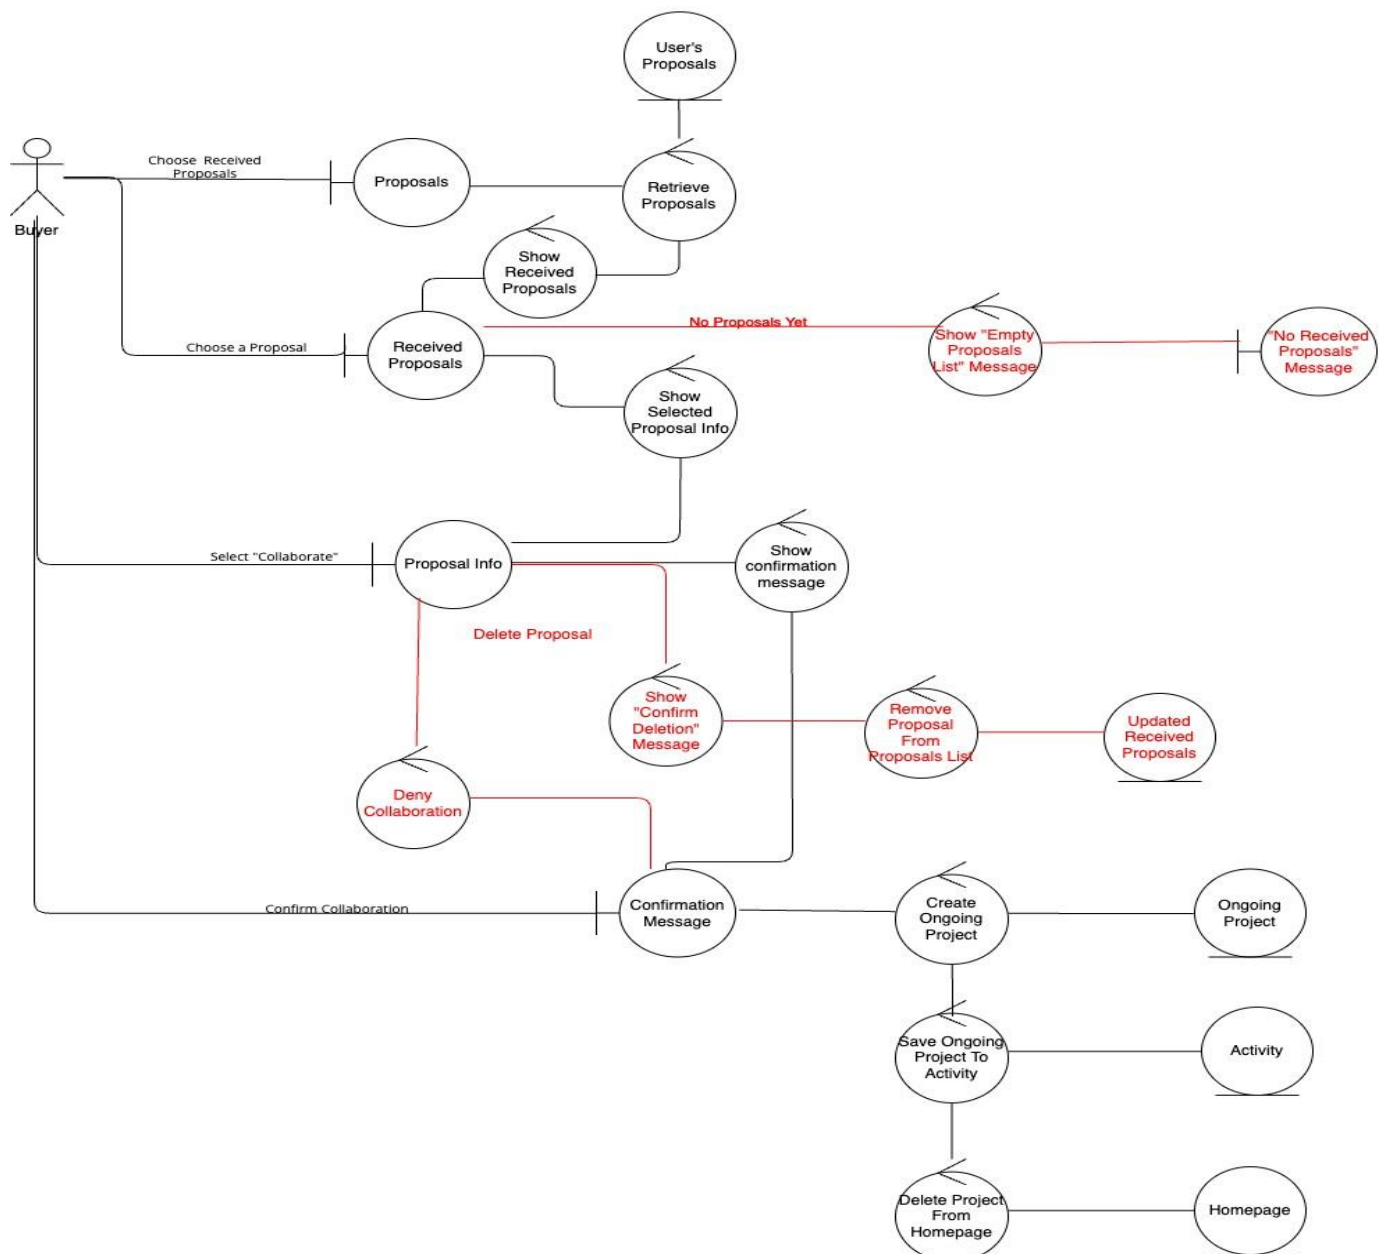 User's
Proposals
Choose  Received
Proposals
Proposals
Retrieve
Proposals
Buyer
Show
Received
Proposals
No Proposals Yet
Choose a Proposal
Received
Proposals
Show "Empty
Proposals
List" Message
"No Received
Proposals"
Message
Show
Selected
Proposal Info
Select "Collaborate"
Proposal Info
Show
confirmation
message
Delete Proposal
Show
"Confirm
Deletion"
Message
Remove
Proposal
From
Proposals List
Updated
Received
Proposals
Deny
Collaboration
Confirm Collaboration
Confirmation
Message
Create
Ongoing
Project
Ongoing
Project
Save Ongoing
Project To
Activity
Activity
Delete Project
From
Homepage
Homepage